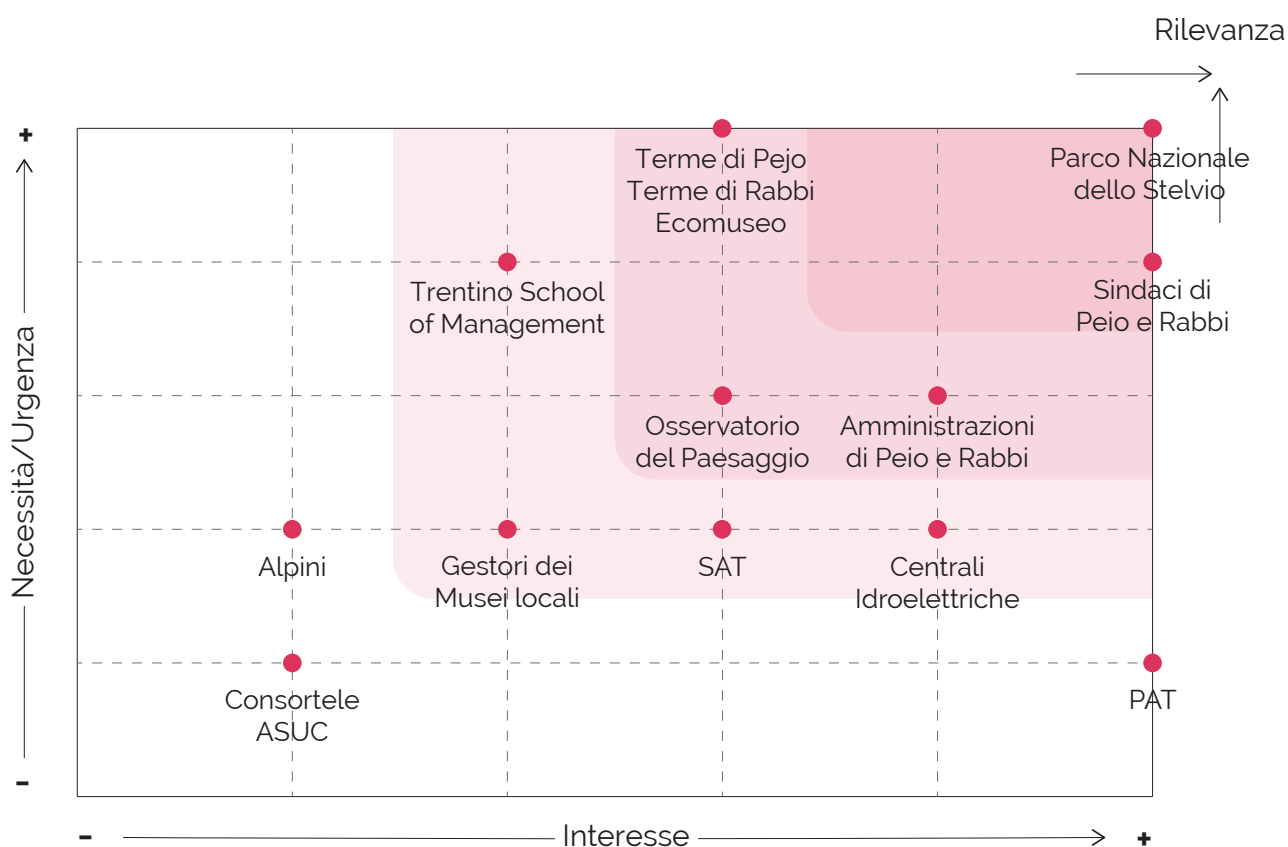 Rilevanza
+
Necessità/Urgenza
-
Terme di Pejo
Terme di Rabbi
Ecomuseo
Parco Nazionale
dello Stelvio
Trentino School
of Management
Sindaci di
Peio e Rabbi
Osservatorio
del Paesaggio
Amministrazioni
di Peio e Rabbi
Alpini
Gestori dei
Musei locali
SAT
Centrali
Idroelettriche
Consortele
ASUC
PAT
-
Interesse
+